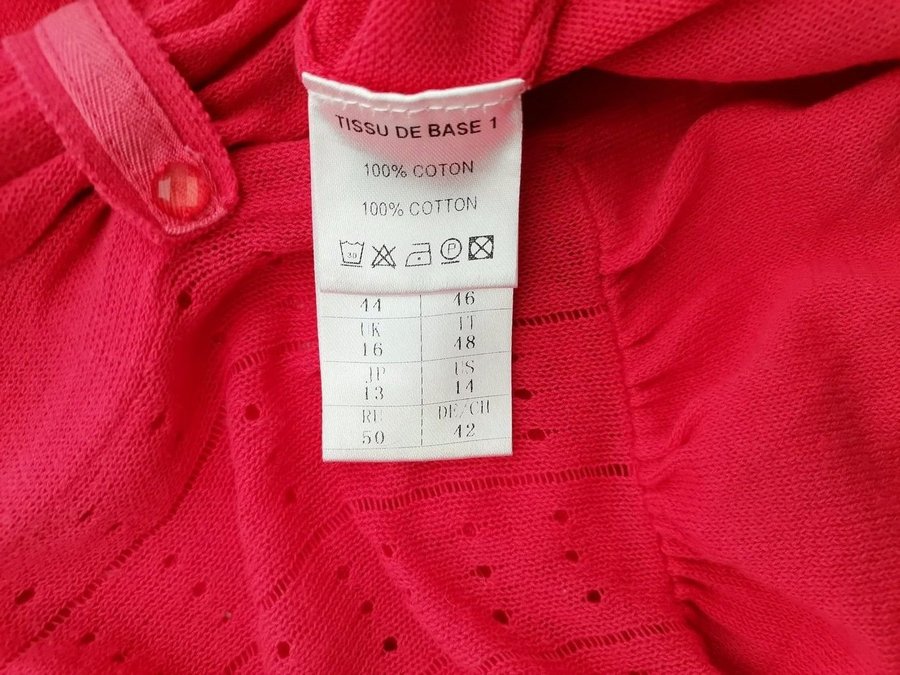 TISSU DE BASE 1
100% COTON
100% COTTON
30 P
44 46
UK IT
16 48
JP US
13 14
RU DE/CH
50 42